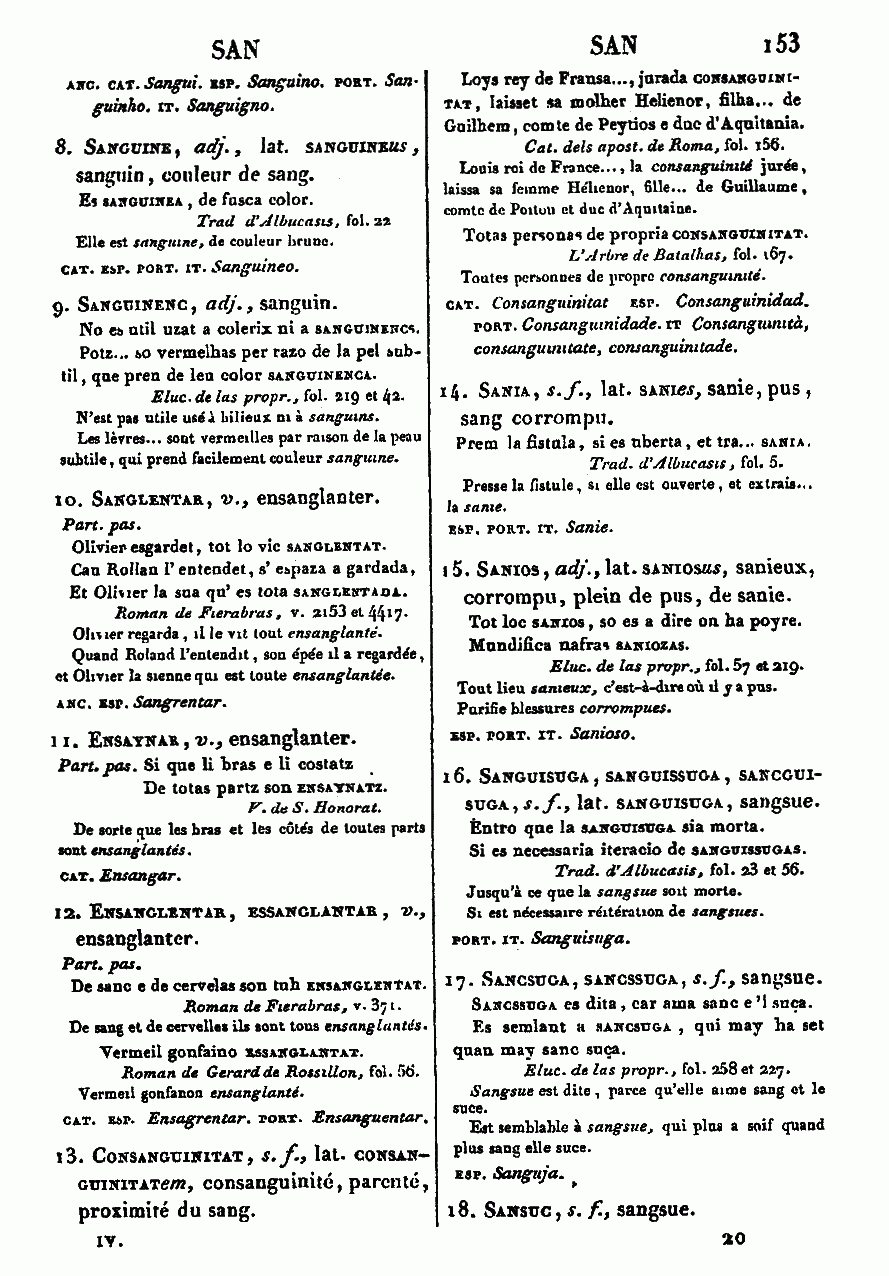 SAN
SAN 153
ANC. CAT. Sangui. ESP. Sanguino. PORT. San-
guinho. IT. Sanguigno.
8. SANGUINE, adj., lat. SANGUINEUS,
sanguin, couleur de sang.
Es SANGUINEA, de fusca color.
Trad d'Albucasis, fol. 22
Elle est sanguine, de couleur brune.
CAT. ESP. PORT. IT. Sanguineo.
9. SANGUINENC, adj., sanguin.
No es util uzat a colerix ni a SANGUINENCS.
Potz... so vermelhas per razo de la pel sub-
til, que pren de leu color SANGUINENCA.
Eluc. de las propr., fol. 219 et 42.
N'est pas utile usé à bilieux ni à sanguins.
Les lèvres... sont vermeilles par raison de la peau
subtile, qui prend facilement couleur sanguine.
10. SANGLENTAR, v., ensanglanter.
Part. pas.
Olivier esgardet, tot lo vic SANGLENTAT.
Can Rollan l'entendet, s'espaza a gardada,
Et Olivier la sua qu'es tota SANGLENTADA.
Roman de Fierabras, v. 2153 et 4417.
Olivier regarda, il le vit tout ensanglanté.
Quand Roland l'entendit, son épée il a regardée,
et Olivier la sienne qui est toute ensanglantée.
ANC. ESP. Sangrentar.
11. ENSAYNAR, v., ensanglanter.
Part. pas. Si que li bras e li costatz
De totas partz son ENSAYNATZ.
V. de S. Honorat.
De sorte que les bras et les côtés de toutes parts
sont ensanglantés.
CAT. Ensangar.
12. ENSANGLENTAR, ESSANGLANTAR, v.,
ensanglanter.
Part. pas.
De sanc e de cervelas son tuh ENSANGLENTAT.
Roman de Fierabras, v. 371.
De sang et de cervelles ils sont tous ensanglantés.
Vermeil gonfaino ESSANGLANTAT.
Roman de Gerard de Rossillon, fol. 56.
Vermeil gonfanon ensanglanté.
CAT. ESP. Ensagrentar. PORT. Ensanguentar.
13. CONSANGUINITAT, s. f., lat. CONSAN-
GUINITATem, consanguinité, parenté,
proximité du sang.
IV.
Loys rey de Fransa..., jurada CONSANGUINI-
TAT, laisset sa molher Helienor, filha... de
Guilhem, comte de Peytios e duc d'Aquitania.
Cat. dels apost. de Roma, fol. 156.
Louis roi de France..., la consanguinité jurée,
laissa sa femme Hélienor, fille... de Guillaume,
comte de Poitou et duc d'Aquitaine.
Totas personas de propria CONSANGUINITAT.
L'Arbre de Batalhas, fol. 167.
Toutes personnes de propre consanguinité.
CAT. Consanguinitat ESP. Consanguinidad.
PORT. Consanguinidade. IT Consanguinità,
consanguinitate, consanguinitade.
14. SANIA, s. f., lat. SANIes, sanie, pus,
sang corrompu.
Prem la fistula, si es uberta, et tra... SANIA.
Trad. d'Albucasis, fol. 5.
Presse la fistule, si elle est ouverte, et extrais...
la sanie.
ESP. PORT. IT. Sanie.
15. SANIOS, adj., lat. SANIOSus, sanieux,
corrompu, plein de pus, de sanie.
Tot loc SANIOS, so es a dire on ha poyre.
Mundifica nafras SANIOZAS.
Eluc. de las propr., fol. 57 et 219.
Tout lieu sanieux, c'est-à-dire où il y a pus.
Purifie blessures corrompues.
ESP. PORT. IT. Sanioso.
16. SANGUISUGA, SANGUISSUGA, SANCGUI-
SUGA, s. f., lat. SANGUISUGA, sangsue.
Entro que la SANGUISUGA sia morta.
Si es necessaria iteracio de SANGUISSUGAS.
Trad. d'Albucasis, fol. 23 et 56.
Jusqu'à ce que la sangsue soit morte.
Si est nécessaire réitération de sangsues.
PORT. IT. Sanguisuga.
17. SANCSUGA, SANCSSUGA, s. f., sangsue.
SANCSSUGA es dita, car ama sanc e'l suça.
Es semlant a SANCSUGA, qui may ha set
quan may sanc suça.
Eluc. de las propr., fol. 258 et 227.
Sangsue est dite, parce qu'elle aime sang et le
suce.
Est semblable à sangsue, qui plus a soif quand
plus sang elle suce.
ESP. Sanguja.
18. SANSUC, s. f., sangsue.
20